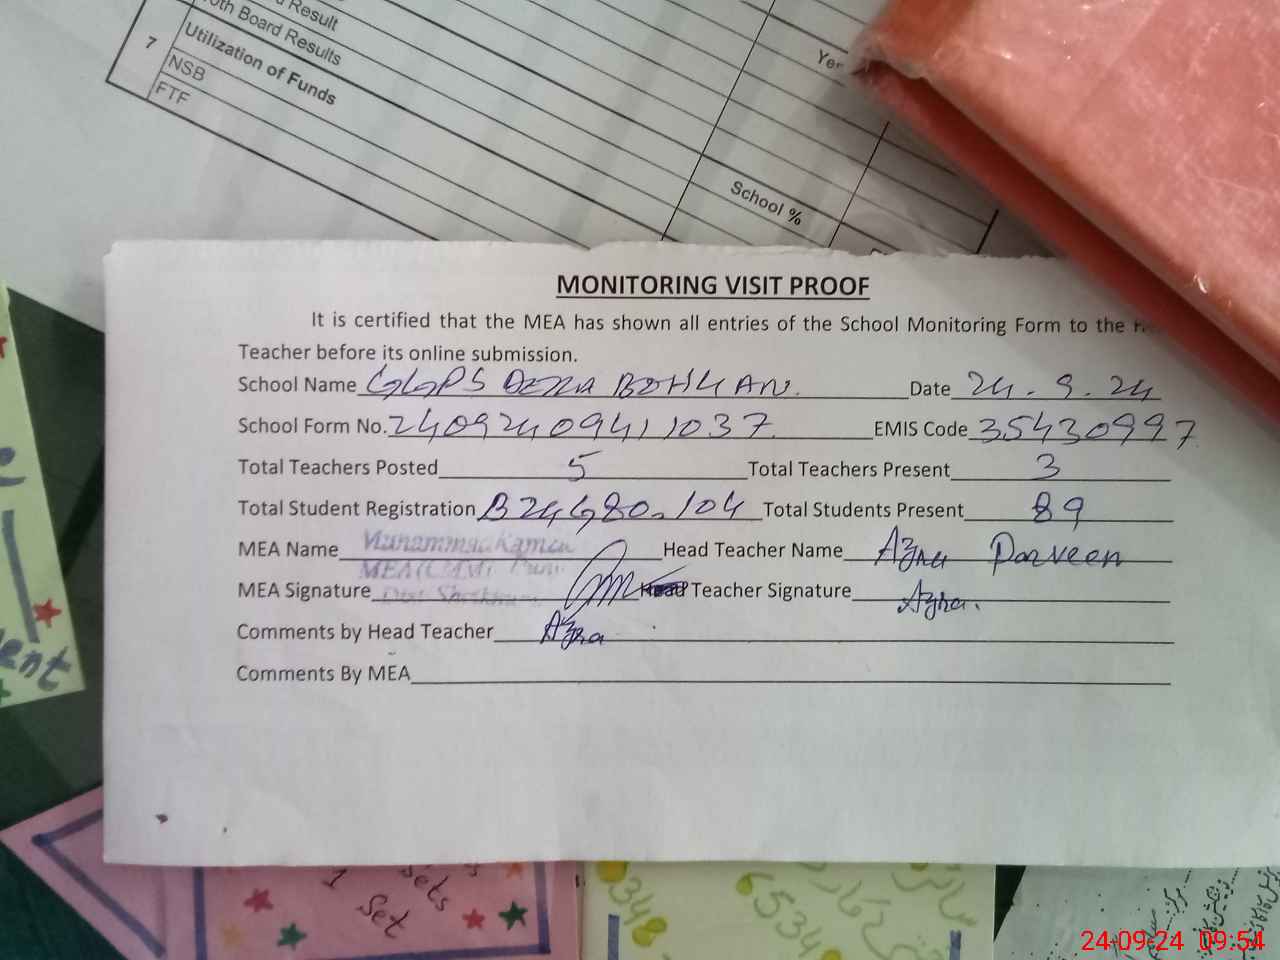 Result
Board Results
7 Utilization of Funds
NSB
FTF
School %
MONITORING VISIT PROOF
It is certified that the MEA has shown all entries of the School Monitoring Form to the
Teacher before its online submission.
School Name GGPS DERA Date 24.9.24
School Form No. 24092409411037 EMIS Code 35430997
Total Teachers Posted 5 Total Teachers Present 3
Total Student Registration B24G80.104 Total Students Present 89
MEA Name Head Teacher Name Azra Parveen
MEA
MEA Signature Head Teacher Signature Azra.
Comments by Head Teacher Azra
Comments By MEA
sets
1 Set
0348
6534
24-09-24 09:54